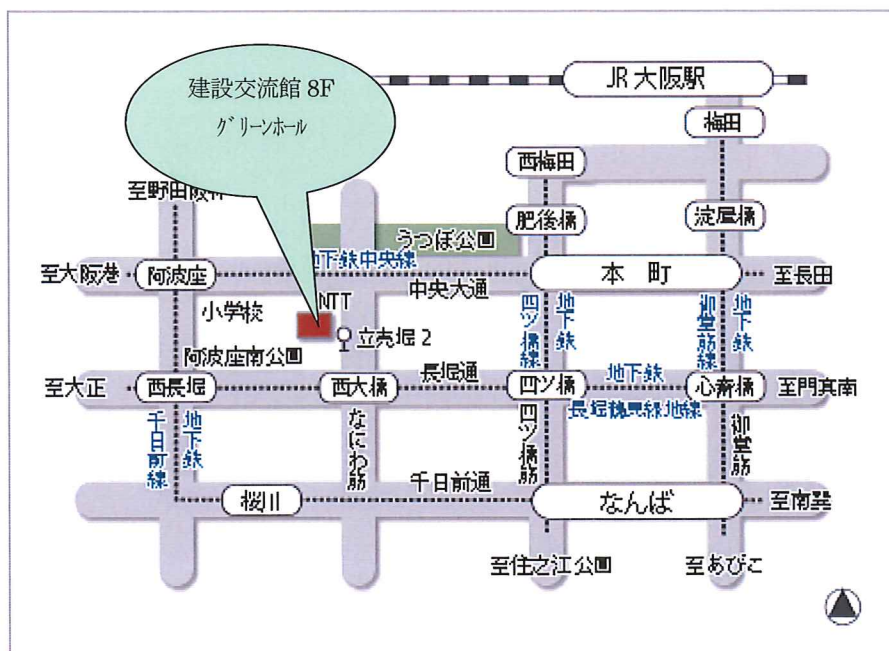 建設交流館 8F
グリーンホール
JR大阪駅
梅田
西梅田
至野田阪神
肥後橋
淀屋橋
うつぼ公園
地下鉄中央線
至大阪港
阿波座
本町
至長田
中央大通
NTT
小学校
立売堀2
四ツ橋線
地下鉄
御堂筋線
地下鉄
阿波座南公園
至大正
西長堀
西大橋
長堀通
四ツ橋
地下鉄
心斎橋
至門真南
長堀鶴見緑地線
千日前線
地下鉄
なにわ筋
四ツ橋筋
御堂筋
千日前通
桜川
なんば
至南巽
至住之江公園
至あびこ